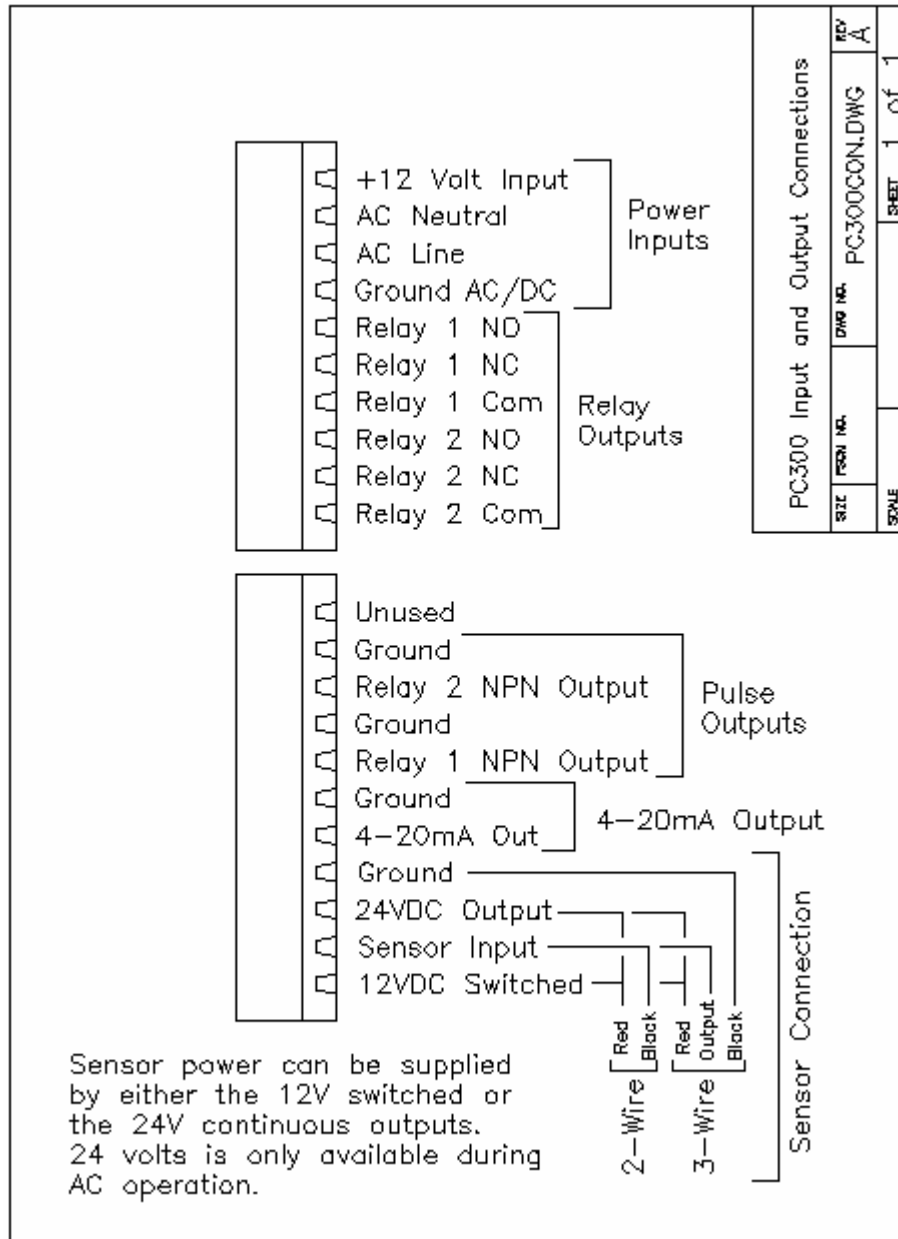 +12 Volt Input
AC Neutral
AC Line
Ground AC/DC
Power
Inputs
Relay 1 NO
Relay 1 NC
Relay 1 Com
Relay 2 NO
Relay 2 NC
Relay 2 Com
Relay
Outputs
Unused
Ground
Relay 2 NPN Output
Ground
Relay 1 NPN Output
Pulse
Outputs
Ground
4-20mA Out
4-20mA Output
Ground
24VDC Output
Sensor Input
12VDC Switched
Red
Black
2-Wire
Red
Output
Black
3-Wire
Sensor Connection
Sensor power can be supplied
by either the 12V switched or
the 24V continuous outputs.
24 volts is only available during
AC operation.
PC300 Input and Output Connections
SIZE
FSCM NO.
DWG NO.
PC300CON.DWG
REV
A
SCALE
SHEET 1 of 1